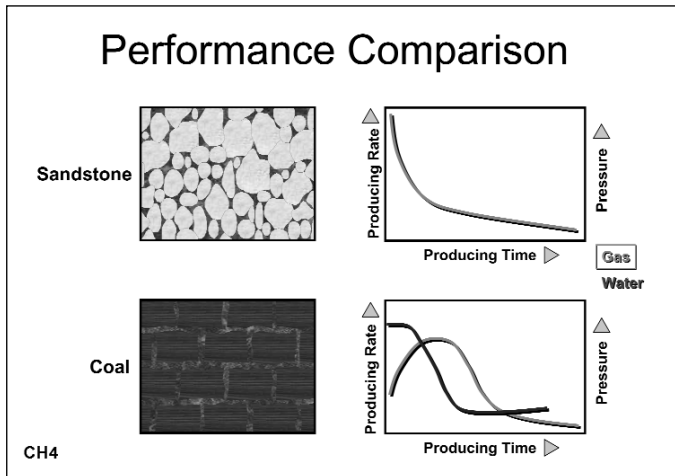 Performance Comparison
Sandstone
Producing Rate
Pressure
Producing Time
Gas
Water
Coal
Producing Rate
Pressure
Producing Time
CH4